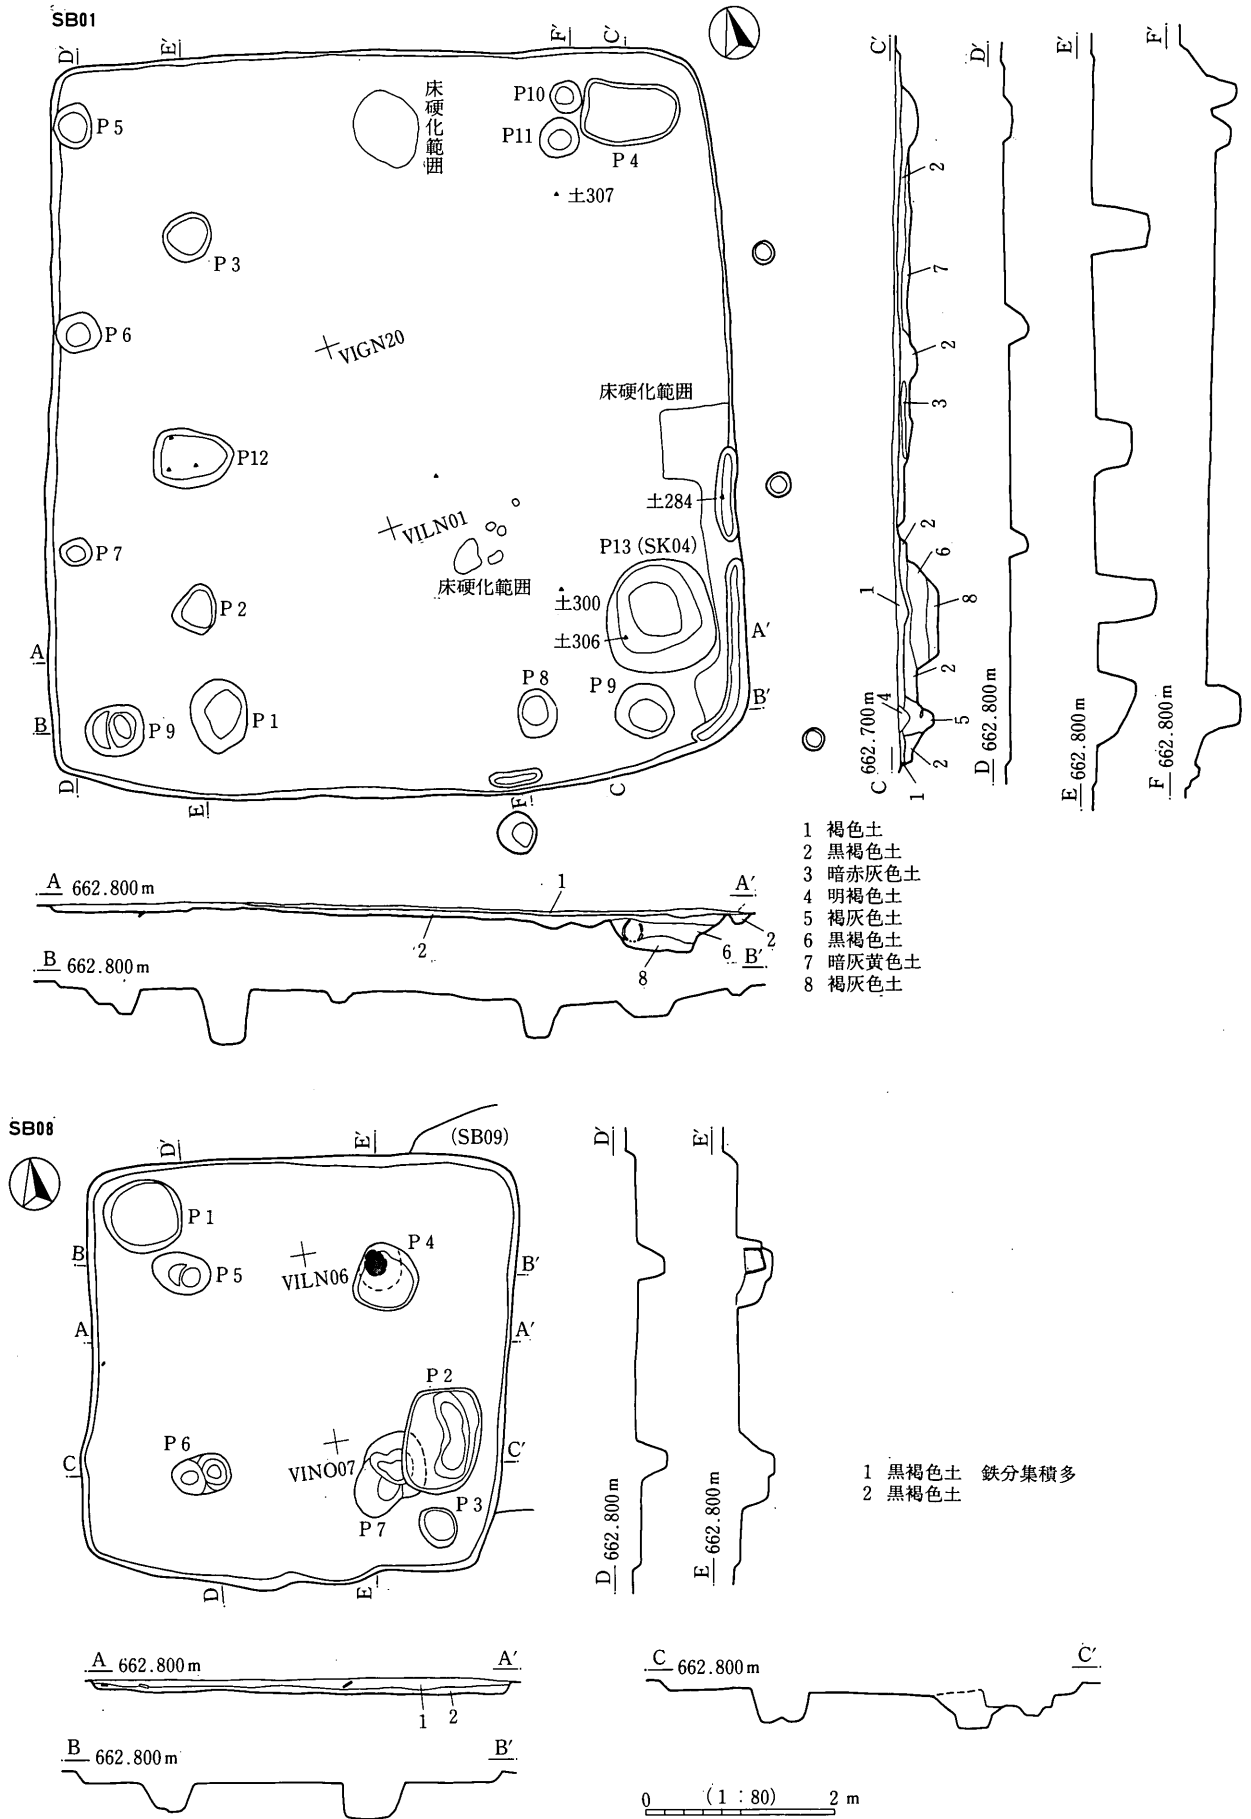 SB01
D′
E′
F′
C′
P5
床硬化範囲
P10
P11
P4
土307
P3
P6
VIGN20
床硬化範囲
P12
土284
VILN01
P13 (SK04)
P7
床硬化範囲
土300
P2
土306
A
A′
P8
P9
B
P9
P1
B′
D
E
F
C
C′
D′
E′
F′
2
7
2
3
2
6
1
8
2
4
5
2
1
C 662.700m
D 662.800m
E 662.800m
F 662.800m
1 褐色土
2 黒褐色土
3 暗赤灰色土
4 明褐色土
5 褐灰色土
6 黒褐色土
7 暗灰黄色土
8 褐灰色土
A 662.800m
1
A′
2
8
6
2
B 662.800m
B′
SB08
D′
E′
(SB09)
P1
B
P5
VILN06
P4
B′
A
A′
P2
P6
C
VINO07
C′
P7
P3
D
E
D′
E′
D 662.800m
E 662.800m
1 黒褐色土 鉄分集積多
2 黒褐色土
A 662.800m
A′
1
2
C 662.800m
C′
B 662.800m
B′
0 (1:80) 2m